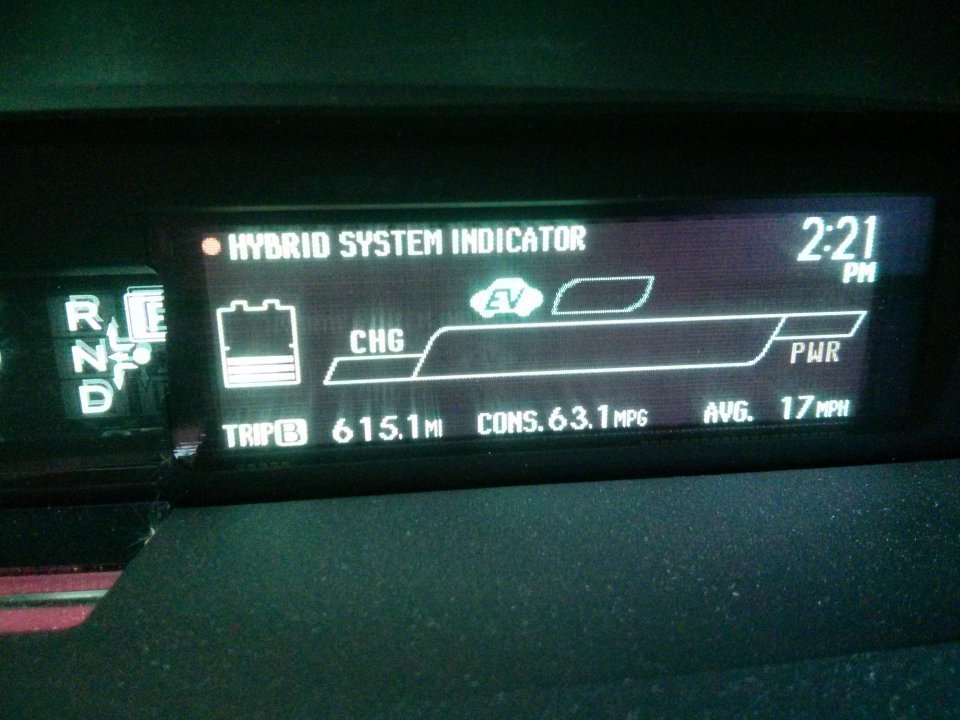 HYBRID SYSTEM INDICATOR
2:21
PM
EV
R
CHG
N
PWR
D
TRIP B 615.1 MI CONS. 63.1 MPG AVG. 17 MPH